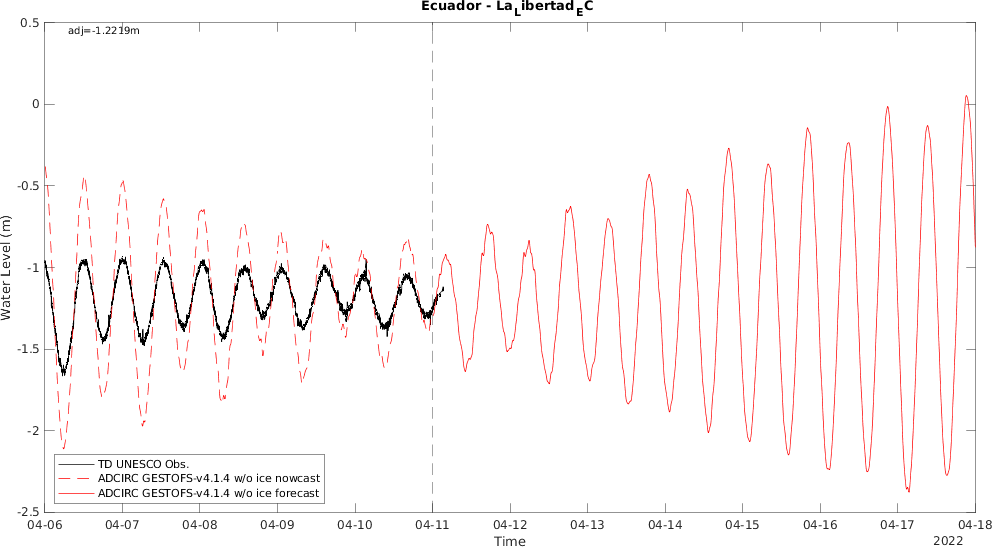 Ecuador - LaLibertadEC
adj=-1.2219m
0.5
0
-0.5
-1
-1.5
-2
-2.5
Water Level (m)
TD UNESCO Obs.
ADCIRC GESTOFS-v4.1.4 w/o ice nowcast
ADCIRC GESTOFS-v4.1.4 w/o ice forecast
04-06 04-07 04-08 04-09 04-10 04-11 04-12 04-13 04-14 04-15 04-16 04-17 04-18
Time
2022